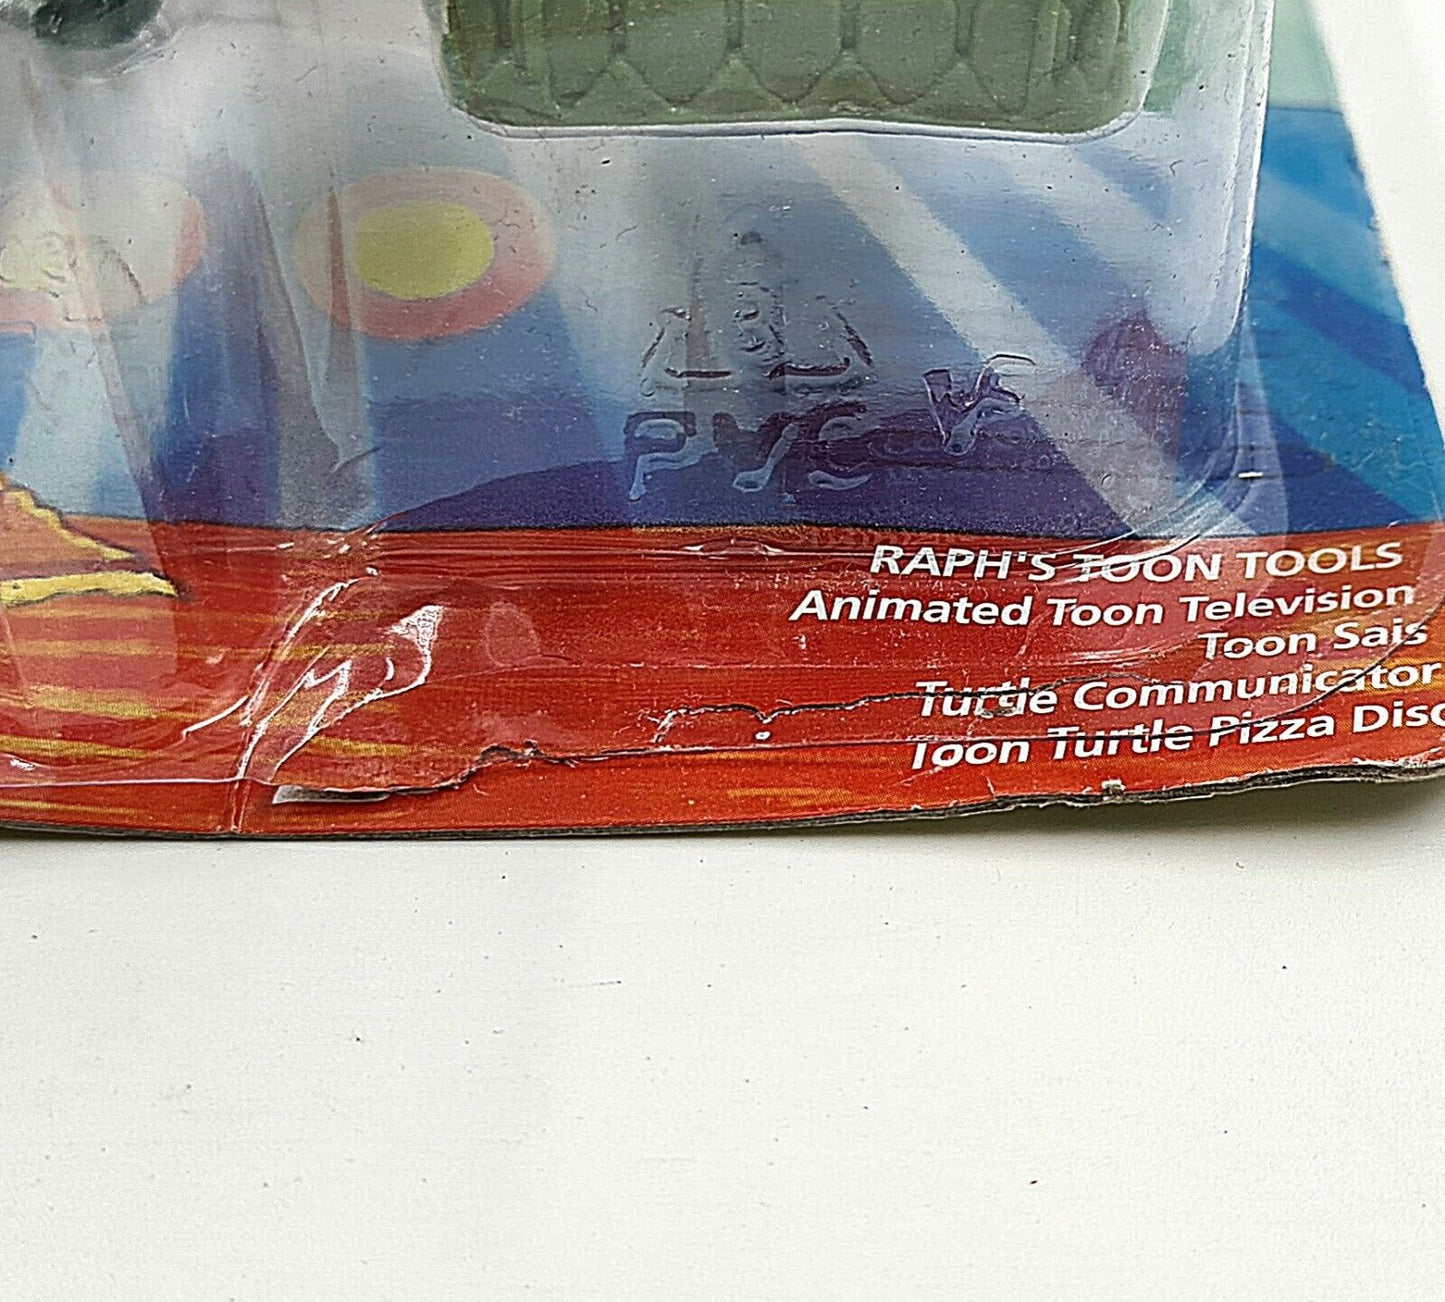 PVC
RAPH'S TOON TOOLS
Animated Toon Television
Toon Sais
Turtle Communicator
Toon Turtle Pizza Disc